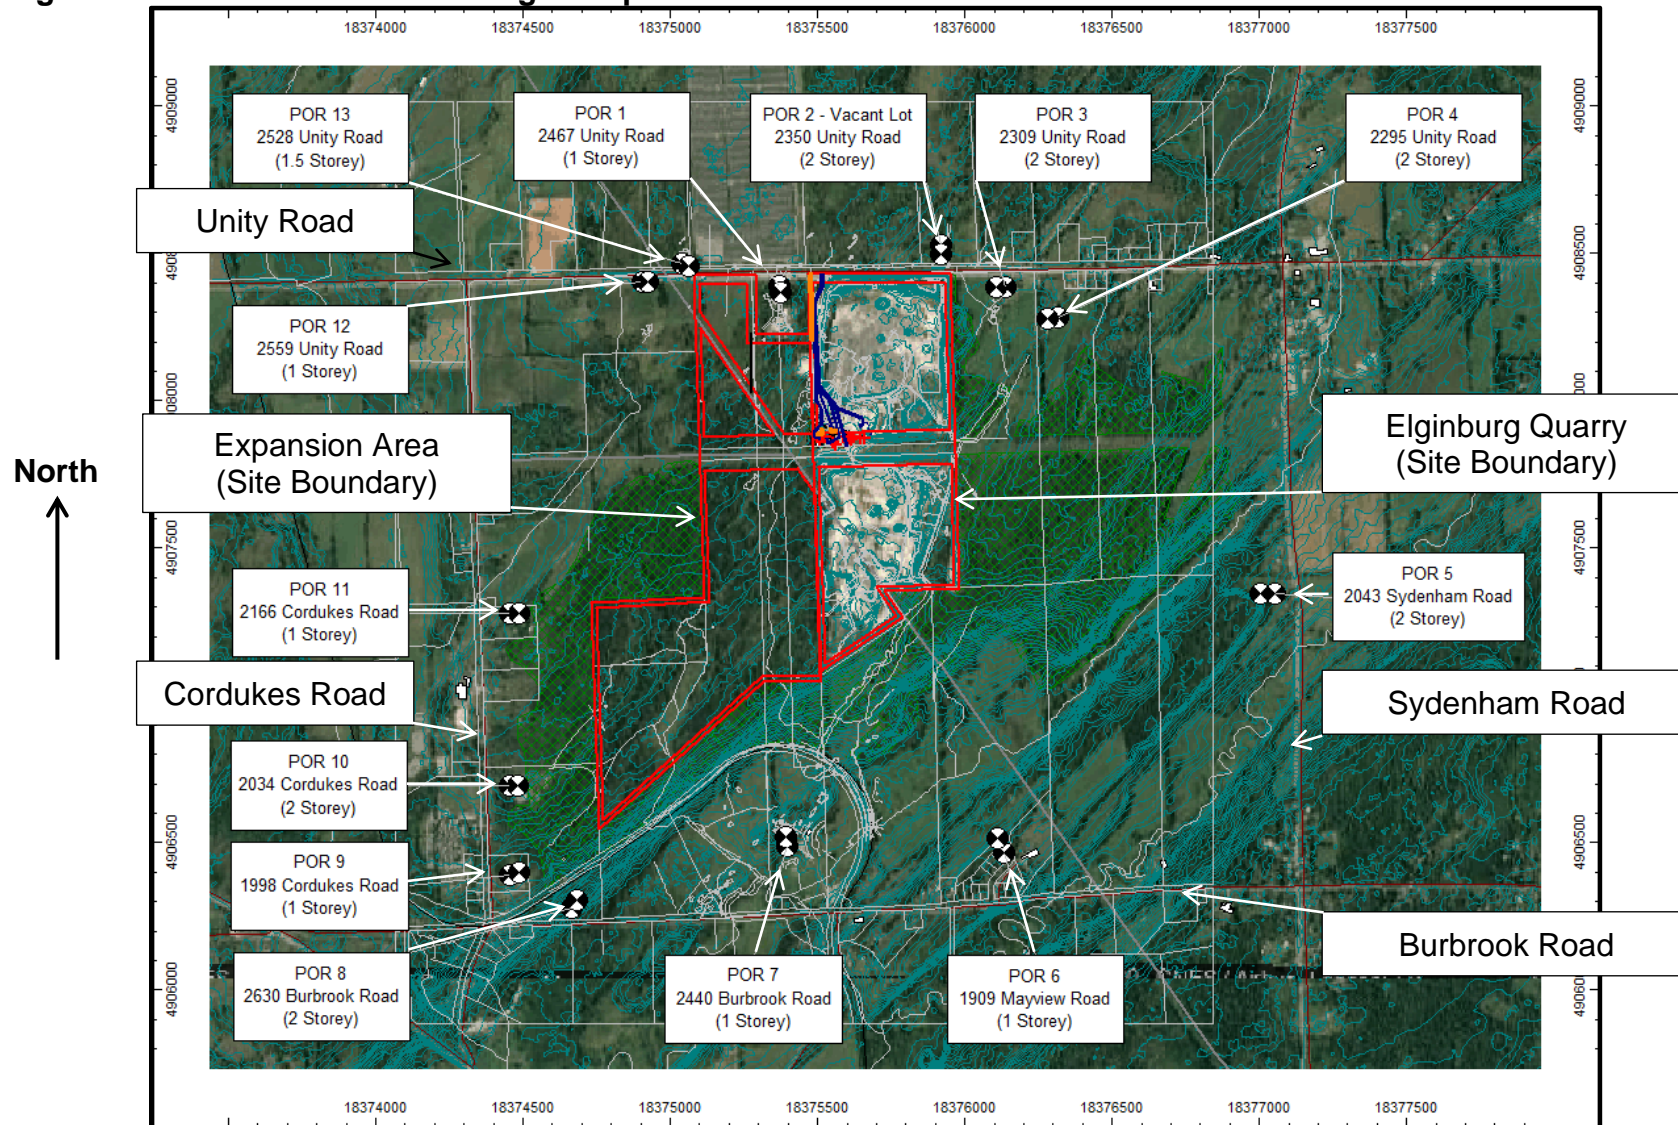 18374000 18374500 18375000 18375500 18376000 18376500 18377000 18377500
4909000
4909000
POR 13
2528 Unity Road
(1.5 Storey)
POR 1
2467 Unity Road
(1 Storey)
POR 2 - Vacant Lot
2350 Unity Road
(2 Storey)
POR 3
2309 Unity Road
(2 Storey)
POR 4
2295 Unity Road
(2 Storey)
Unity Road
4908500
POR 12
2559 Unity Road
(1 Storey)
Expansion Area
(Site Boundary)
Elginburg Quarry
(Site Boundary)
North
4907500
4907500
POR 11
2166 Cordukes Road
(1 Storey)
POR 5
2043 Sydenham Road
(2 Storey)
Cordukes Road
Sydenham Road
POR 10
2034 Cordukes Road
(2 Storey)
4906500
4906500
POR 9
1998 Cordukes Road
(1 Storey)
Burbrook Road
POR 8
2630 Burbrook Road
(2 Storey)
POR 7
2440 Burbrook Road
(1 Storey)
POR 6
1909 Mayview Road
(1 Storey)
4906000
18374000 18374500 18375000 18375500 18376000 18376500 18377000 18377500